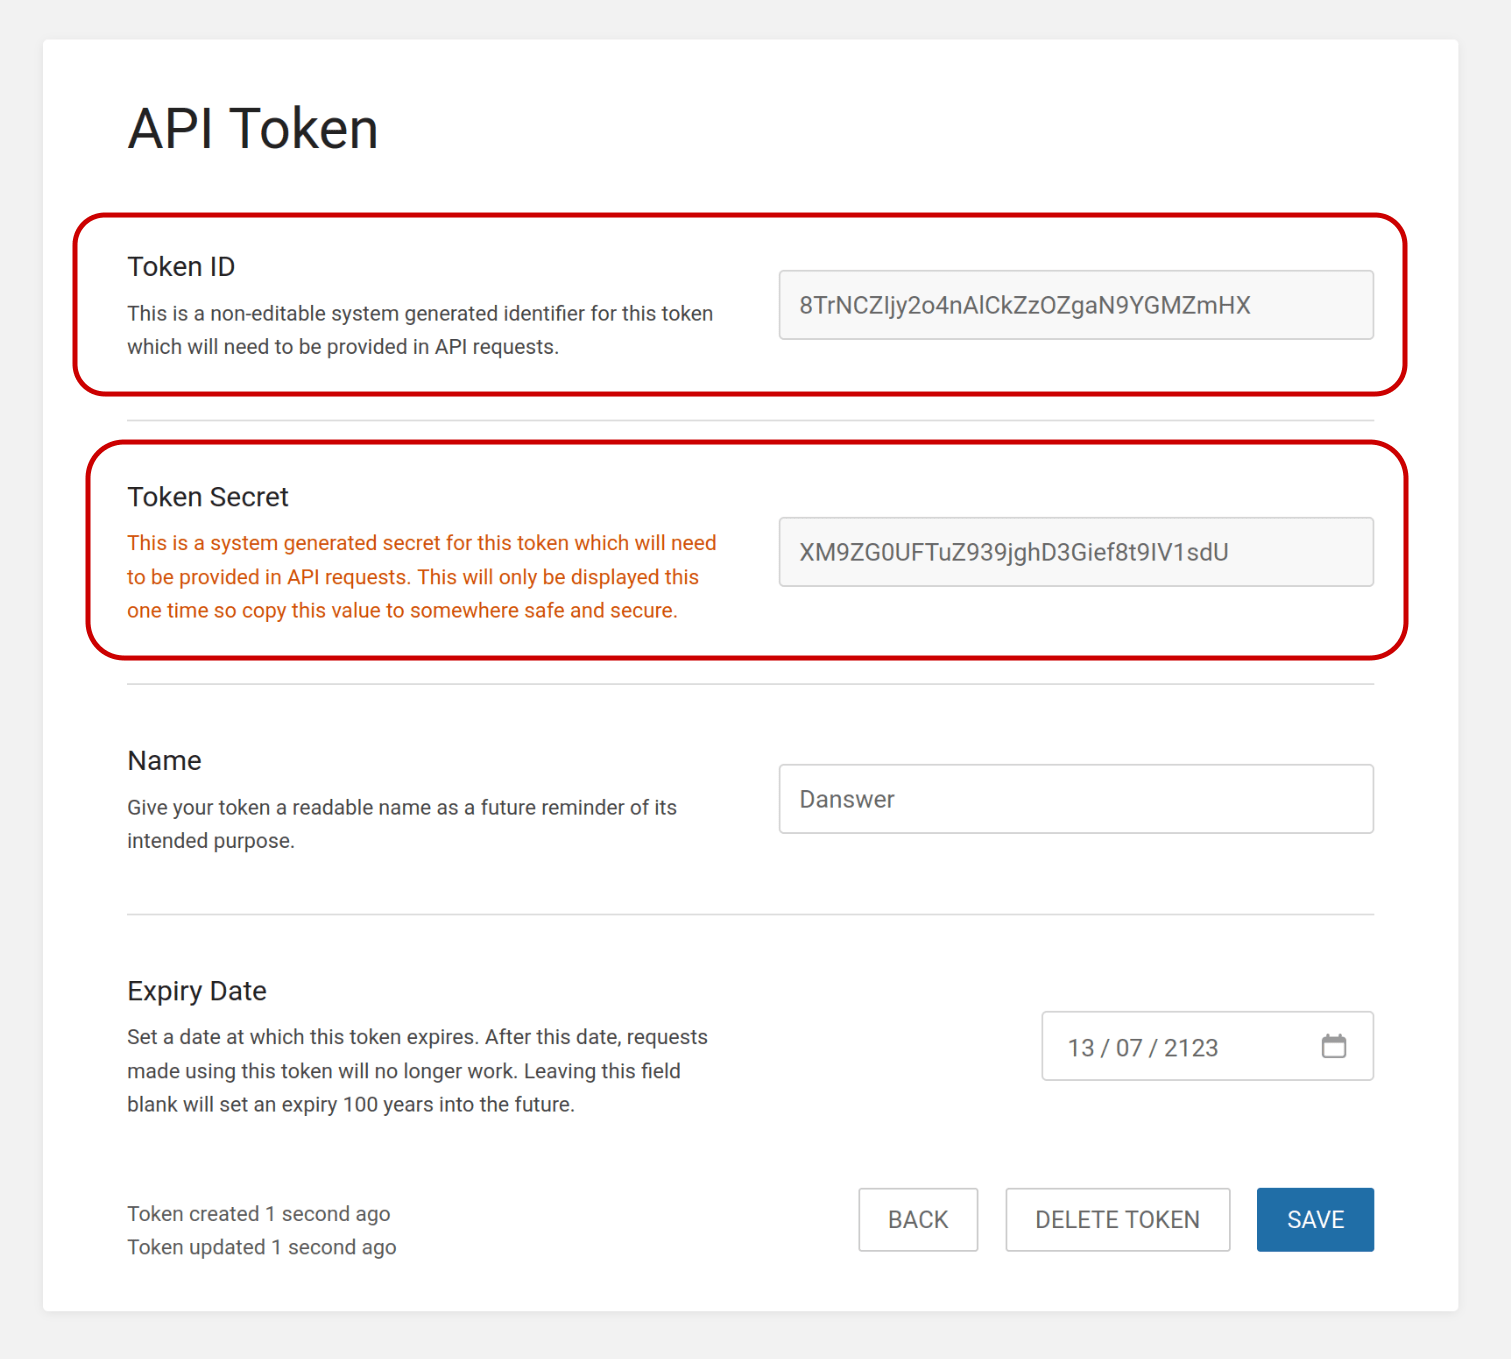 API Token
Token ID
This is a non-editable system generated identifier for this token
which will need to be provided in API requests.
8TrNCZIjy2o4nAlCkZzOZgaN9YGMZmHX
Token Secret
This is a system generated secret for this token which will need
to be provided in API requests. This will only be displayed this
one time so copy this value to somewhere safe and secure.
XM9ZG0UFTuZ939jghD3Gief8t9IV1sdU
Name
Give your token a readable name as a future reminder of its
intended purpose.
Danswer
Expiry Date
Set a date at which this token expires. After this date, requests
made using this token will no longer work. Leaving this field
blank will set an expiry 100 years into the future.
13 / 07 / 2123
Token created 1 second ago
Token updated 1 second ago
BACK
DELETE TOKEN
SAVE